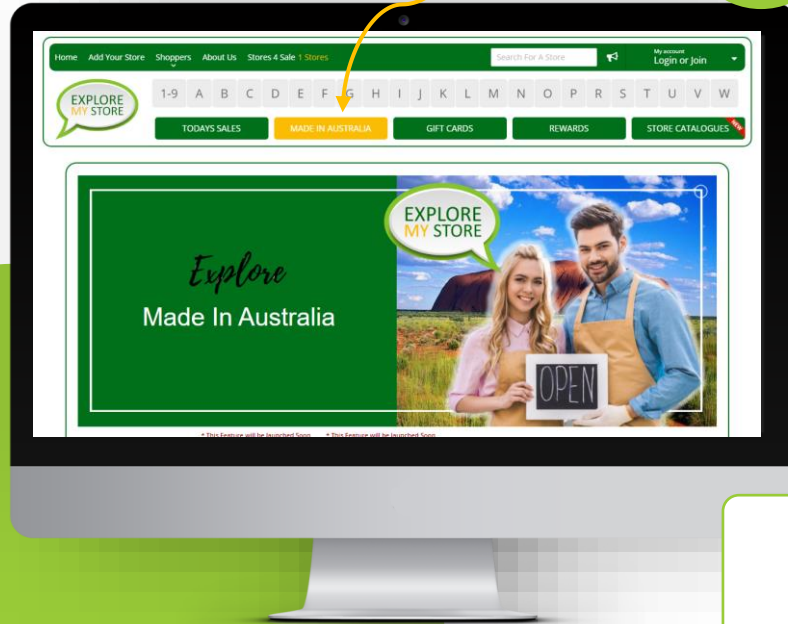 Home Add Your Store Shoppers About Us Stores 4 Sale 1 Stores Search For A Store My account
Login or Join
EXPLORE
MY STORE
1-9 A B C D E F G H I J K L M N O P R S T U V W
TODAYS SALES MADE IN AUSTRALIA GIFT CARDS REWARDS STORE CATALOGUES NEW
EXPLORE
MY STORE
Explore
Made In Australia
OPEN
* This Feature will be launched Soon * This Feature will be launched Soon